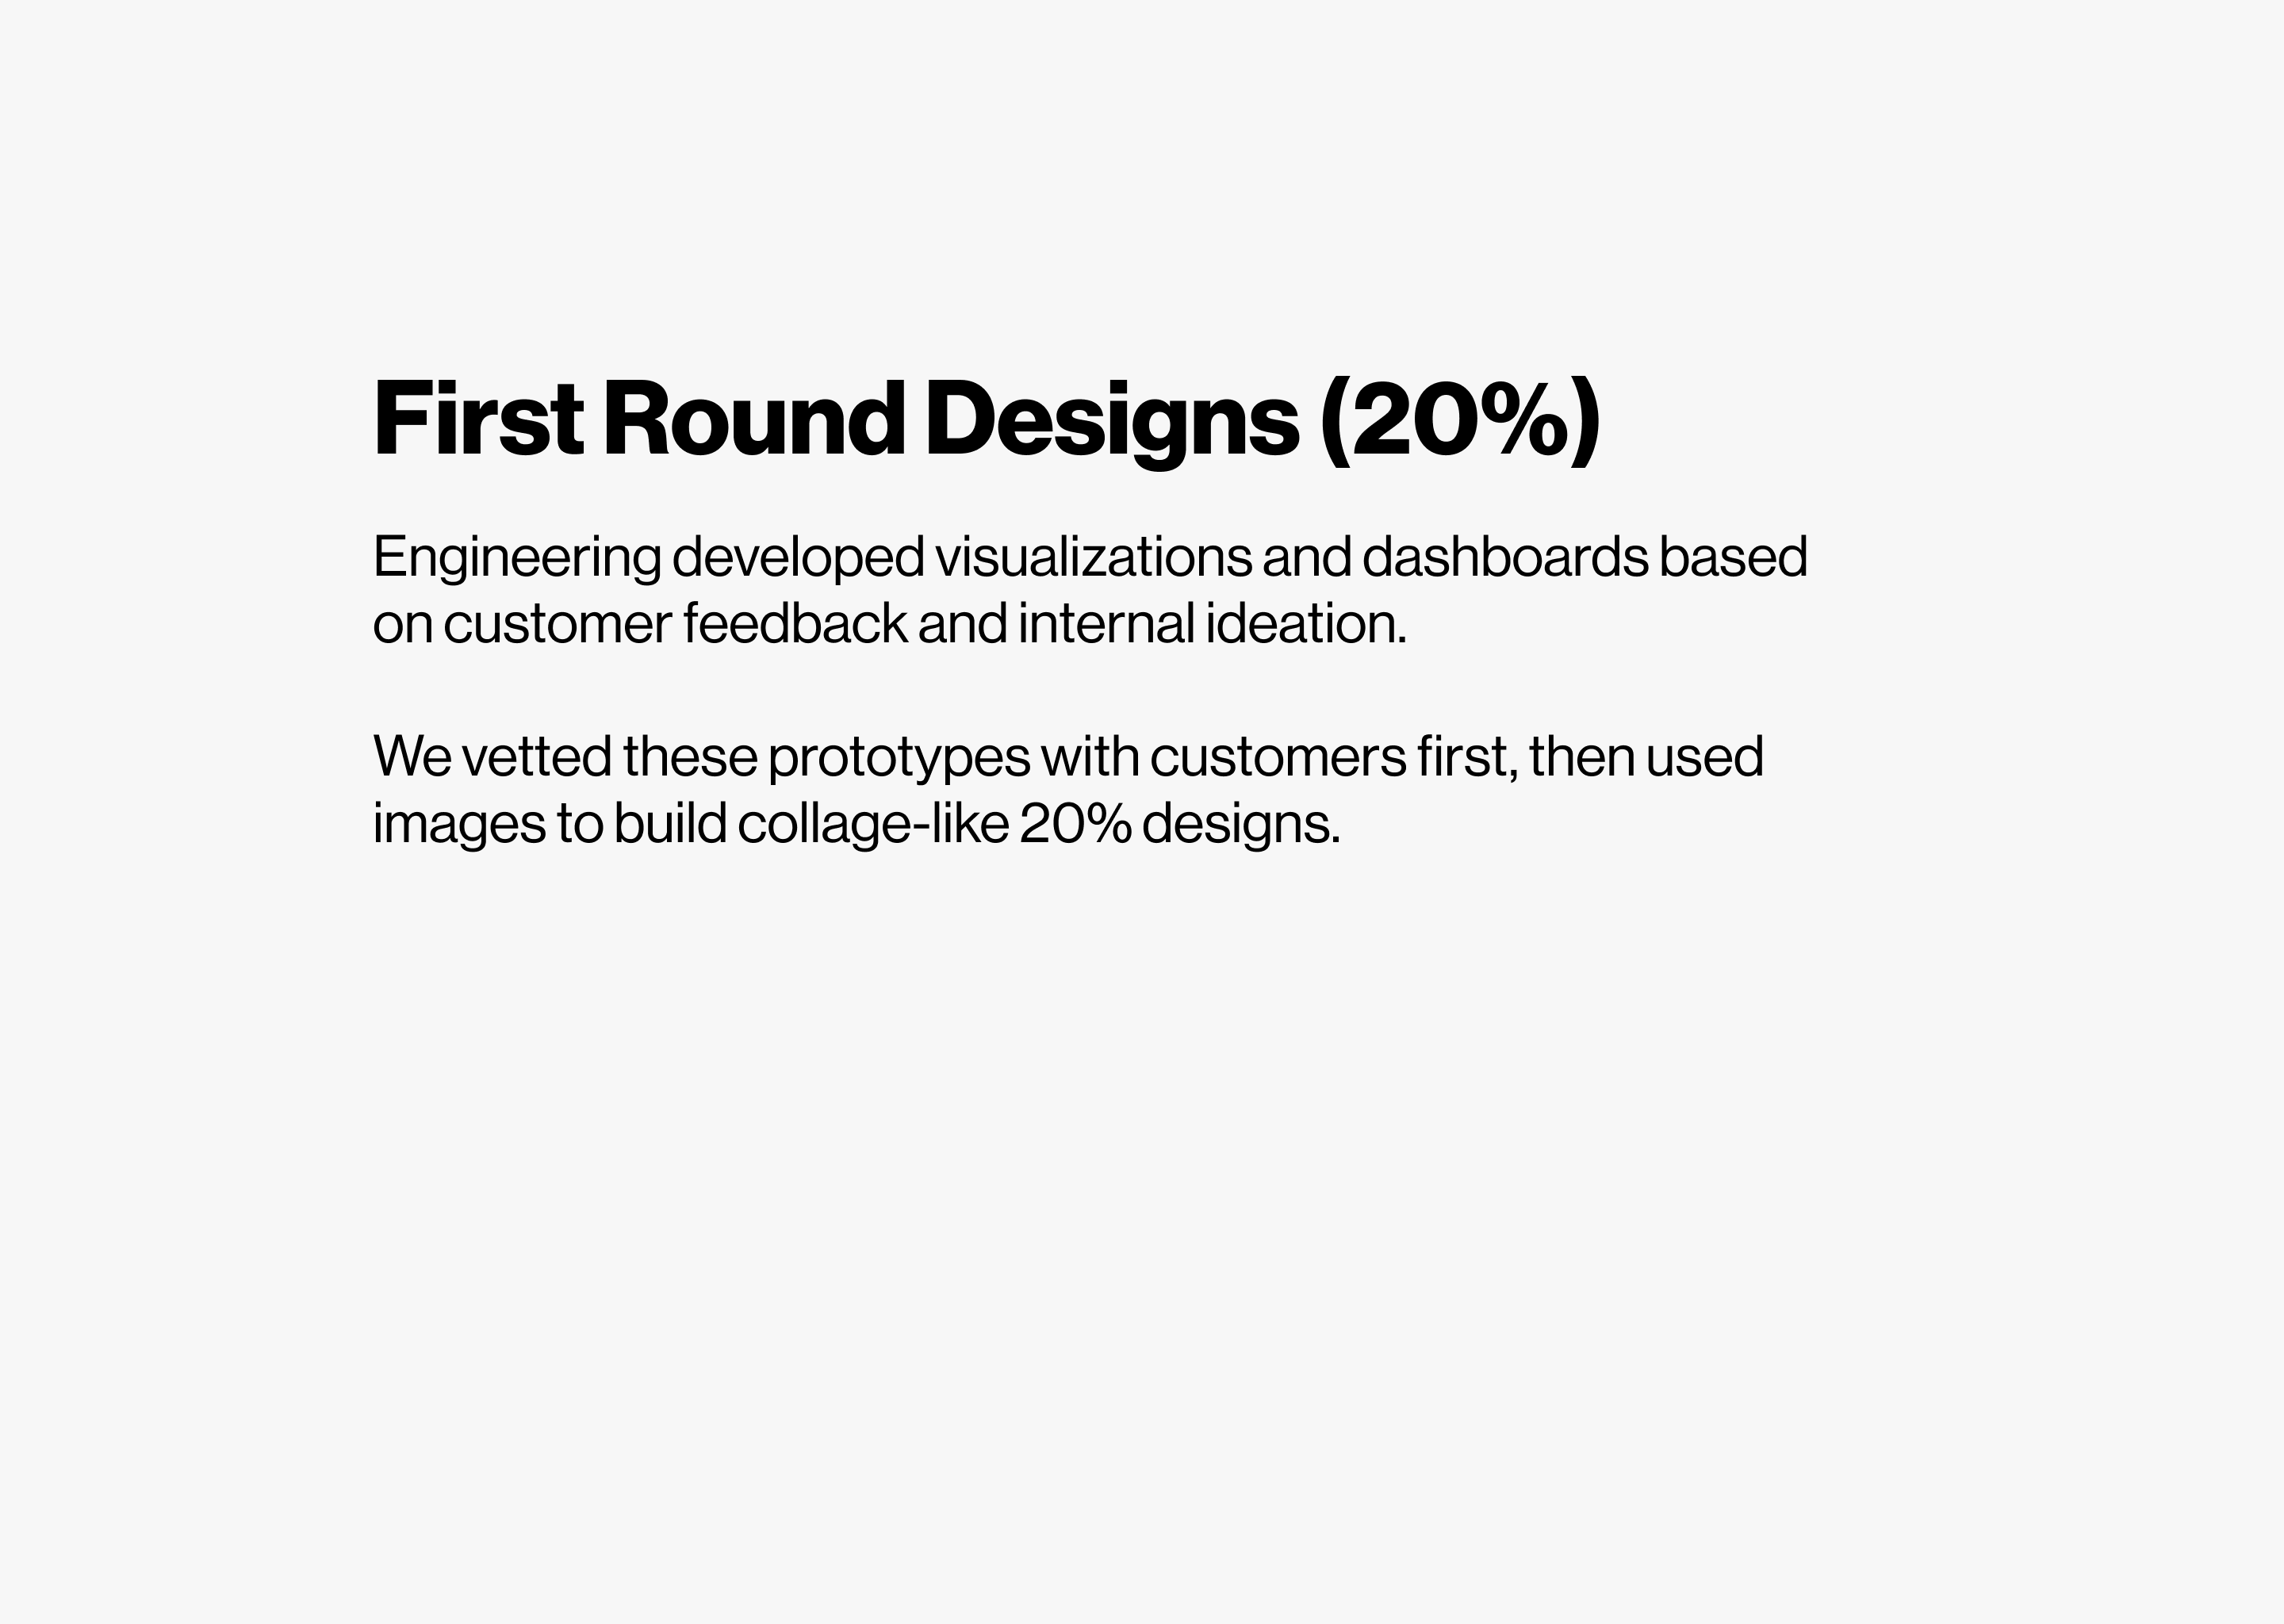 First Round Designs (20%)
Engineering developed visualizations and dashboards based
on customer feedback and internal ideation.
We vetted these prototypes with customers first, then used
images to build collage-like 20% designs.